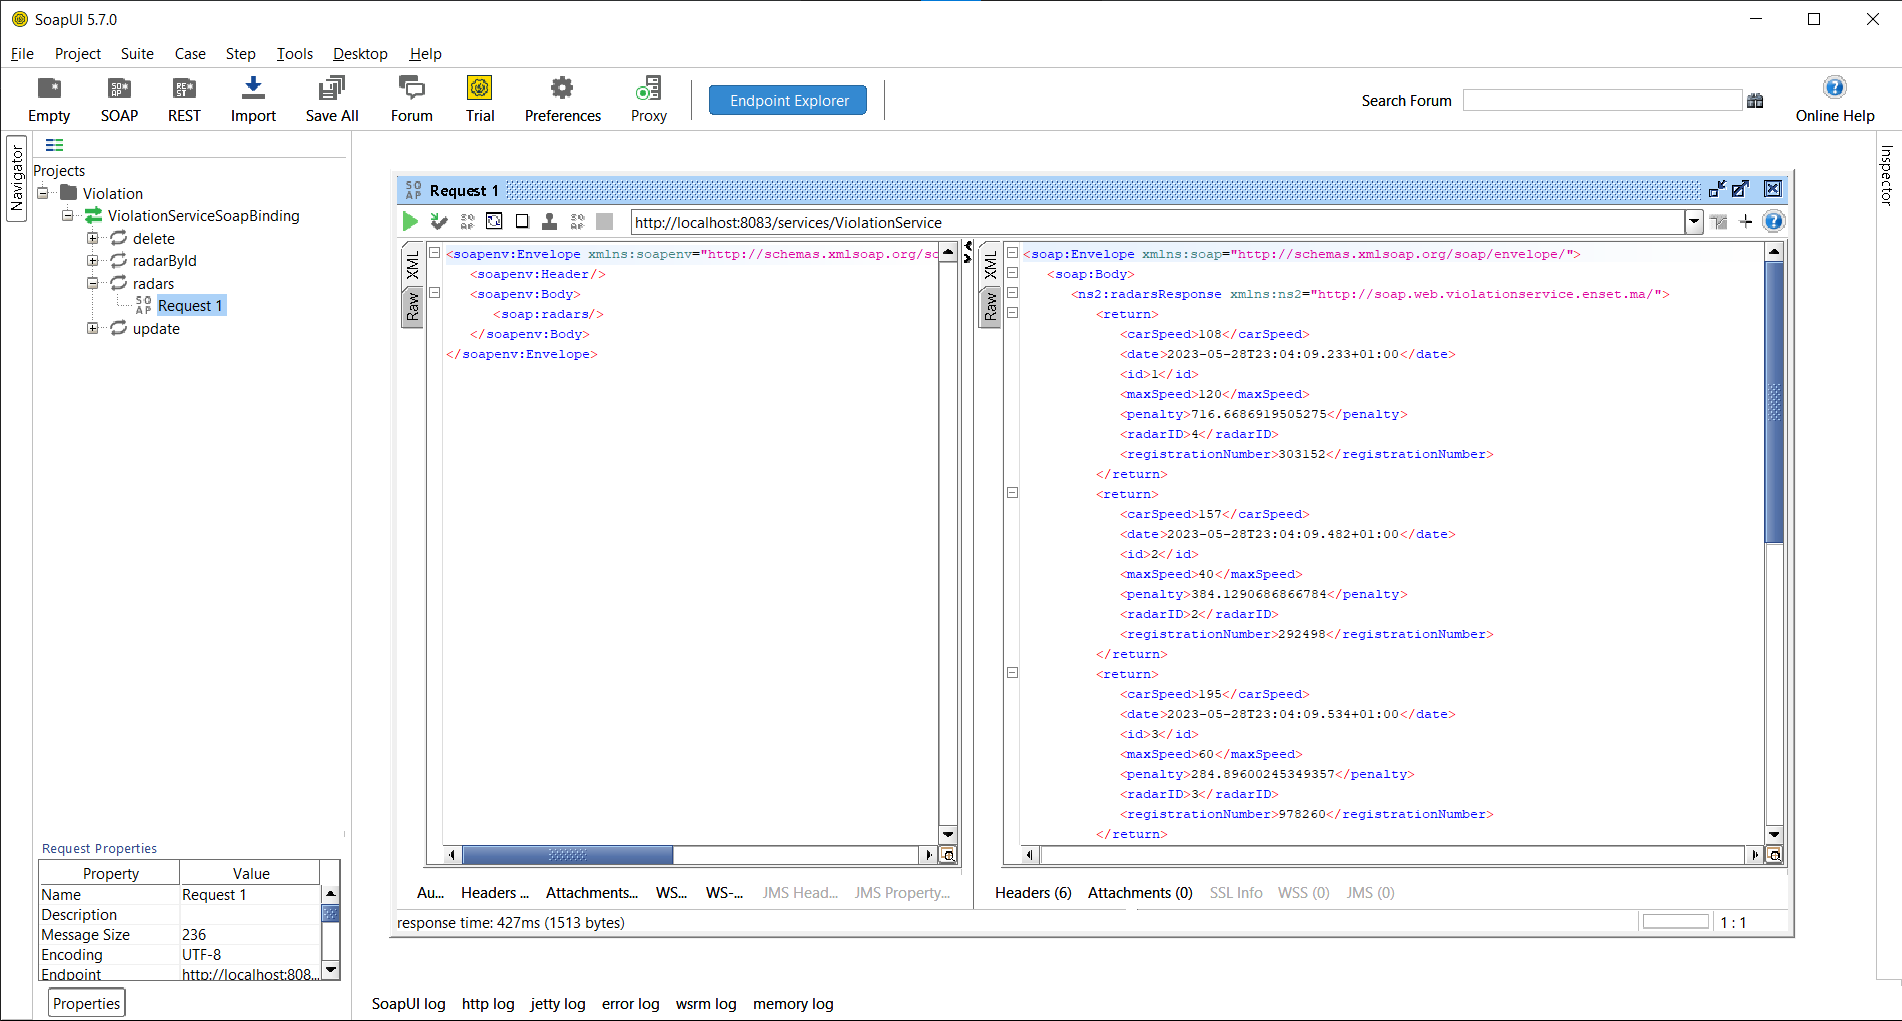 SoapUI 5.7.0
File Project Suite Case Step Tools Desktop Help
Empty SOAP REST Import Save All Forum Trial Preferences Proxy Endpoint Explorer Search Forum Online Help
Navigator
Projects
Violation
ViolationServiceSoapBinding
delete
radarById
radars
SO AP Request 1
update
Request Properties
Property Value
Name Request 1
Description
Message Size 236
Encoding UTF-8
Endpoint http://localhost:808...
Properties
SO AP Request 1
http://localhost:8083/services/ViolationService
XML
Raw
<soapenv:Envelope xmlns:soapenv="http://schemas.xmlsoap.org/so
<soapenv:Header/>
<soapenv:Body>
<soap:radars/>
</soapenv:Body>
</soapenv:Envelope>
Au... Headers ... Attachments... WS... WS-... JMS Head... JMS Property...
XML
Raw
<soap:Envelope xmlns:soap="http://schemas.xmlsoap.org/soap/envelope/">
<soap:Body>
<ns2:radarsResponse xmlns:ns2="http://soap.web.violationservice.enset.ma/">
<return>
<carSpeed>108</carSpeed>
<date>2023-05-28T23:04:09.233+01:00</date>
<id>1</id>
<maxSpeed>120</maxSpeed>
<penalty>716.6686919505275</penalty>
<radarID>4</radarID>
<registrationNumber>303152</registrationNumber>
</return>
<return>
<carSpeed>157</carSpeed>
<date>2023-05-28T23:04:09.482+01:00</date>
<id>2</id>
<maxSpeed>40</maxSpeed>
<penalty>384.1290686866784</penalty>
<radarID>2</radarID>
<registrationNumber>292498</registrationNumber>
</return>
<return>
<carSpeed>195</carSpeed>
<date>2023-05-28T23:04:09.534+01:00</date>
<id>3</id>
<maxSpeed>60</maxSpeed>
<penalty>284.89600245349357</penalty>
<radarID>3</radarID>
<registrationNumber>978260</registrationNumber>
</return>
Headers (6) Attachments (0) SSL Info WSS (0) JMS (0)
response time: 427ms (1513 bytes) 1 : 1
Inspector
SoapUI log http log jetty log error log wsrm log memory log